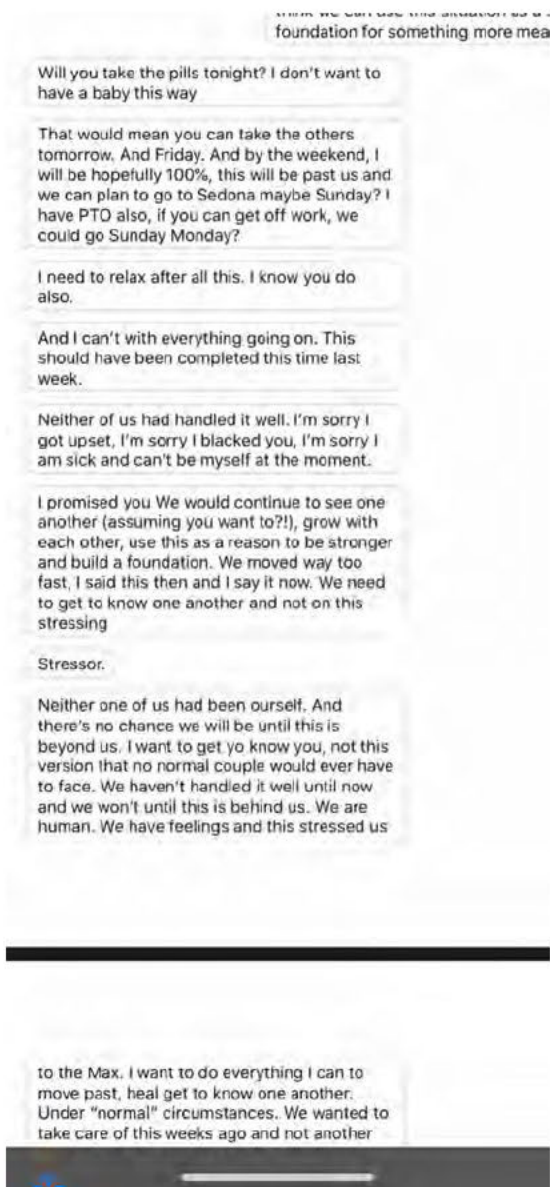 foundation for something more mea
Will you take the pills tonight? I don't want to
have a baby this way
That would mean you can take the others
tomorrow. And Friday. And by the weekend, I
will be hopefully 100%, this will be past us and
we can plan to go to Sedona maybe Sunday? I
have PTO also, if you can get off work, we
could go Sunday Monday?
I need to relax after all this. I know you do
also.
And I can't with everything going on. This
should have been completed this time last
week.
Neither of us had handled it well. I'm sorry I
got upset, I'm sorry I blacked you, I'm sorry I
am sick and can't be myself at the moment.
I promised you We would continue to see one
another (assuming you want to?!), grow with
each other, use this as a reason to be stronger
and build a foundation. We moved way too
fast, I said this then and I say it now. We need
to get to know one another and not on this
stressing
Stressor.
Neither one of us had been ourself. And
there's no chance we will be until this is
beyond us. I want to get yo know you, not this
version that no normal couple would ever have
to face. We haven't handled it well until now
and we won't until this is behind us. We are
human. We have feelings and this stressed us
to the Max. I want to do everything I can to
move past, heal get to know one another.
Under "normal" circumstances. We wanted to
take care of this weeks ago and not another